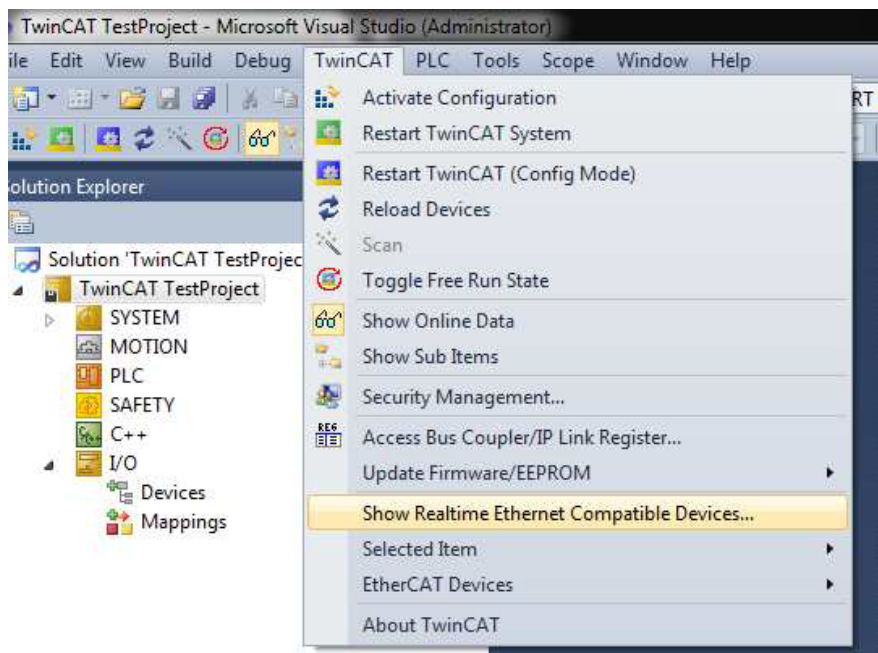 TwinCAT TestProject - Microsoft Visual Studio (Administrator)
ile Edit View Build Debug TwinCAT PLC Tools Scope Window Help
Activate Configuration
RT
Restart TwinCAT System
Restart TwinCAT (Config Mode)
Solution Explorer
Reload Devices
Scan
Solution 'TwinCAT TestProjec
TwinCAT TestProject
SYSTEM
MOTION
PLC
SAFETY
C++
I/O
Devices
Mappings
Toggle Free Run State
Show Online Data
Show Sub Items
Security Management...
REG
Access Bus Coupler/IP Link Register...
Update Firmware/EEPROM
Show Realtime Ethernet Compatible Devices...
Selected Item
EtherCAT Devices
About TwinCAT